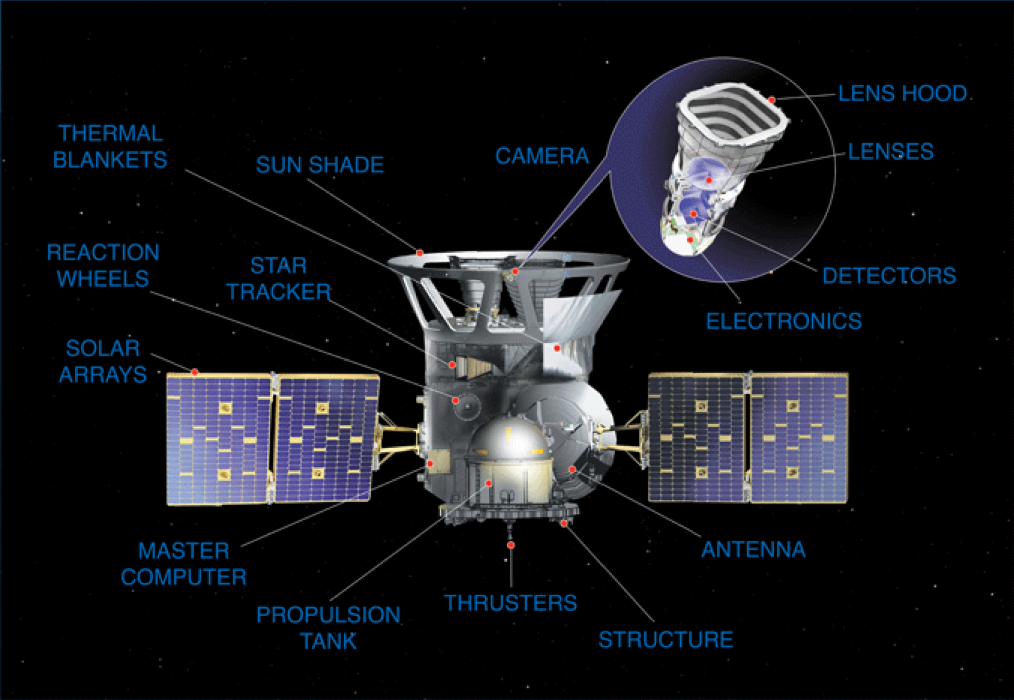 LENS HOOD
THERMAL
BLANKETS
SUN SHADE
CAMERA
LENSES
REACTION
WHEELS
STAR
TRACKER
DETECTORS
ELECTRONICS
SOLAR
ARRAYS
MASTER
COMPUTER
ANTENNA
PROPULSION
TANK
THRUSTERS
STRUCTURE